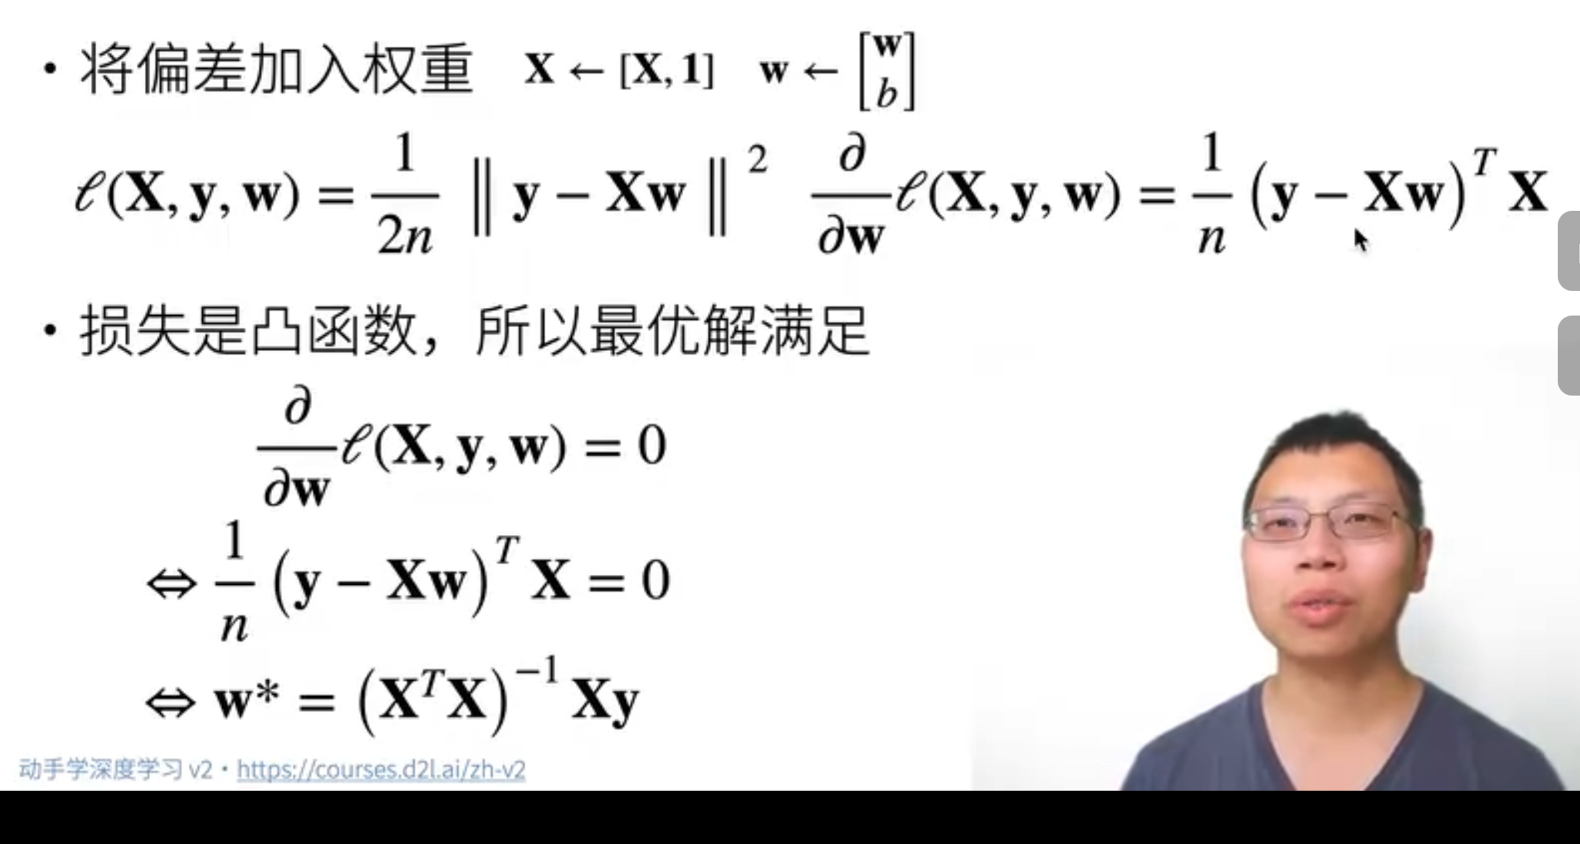 • 将偏差加入权重 X ← [X, 1] w ← [w b]
ℓ(X, y, w) = 1/2n ‖ y − Xw ‖² ∂/∂w ℓ(X, y, w) = 1/n (y − Xw)ᵀ X
• 损失是凸函数，所以最优解满足
∂/∂w ℓ(X, y, w) = 0
⇔ 1/n (y − Xw)ᵀ X = 0
⇔ w* = (XᵀX)⁻¹ Xy
动手学深度学习 v2 • https://courses.d2l.ai/zh-v2